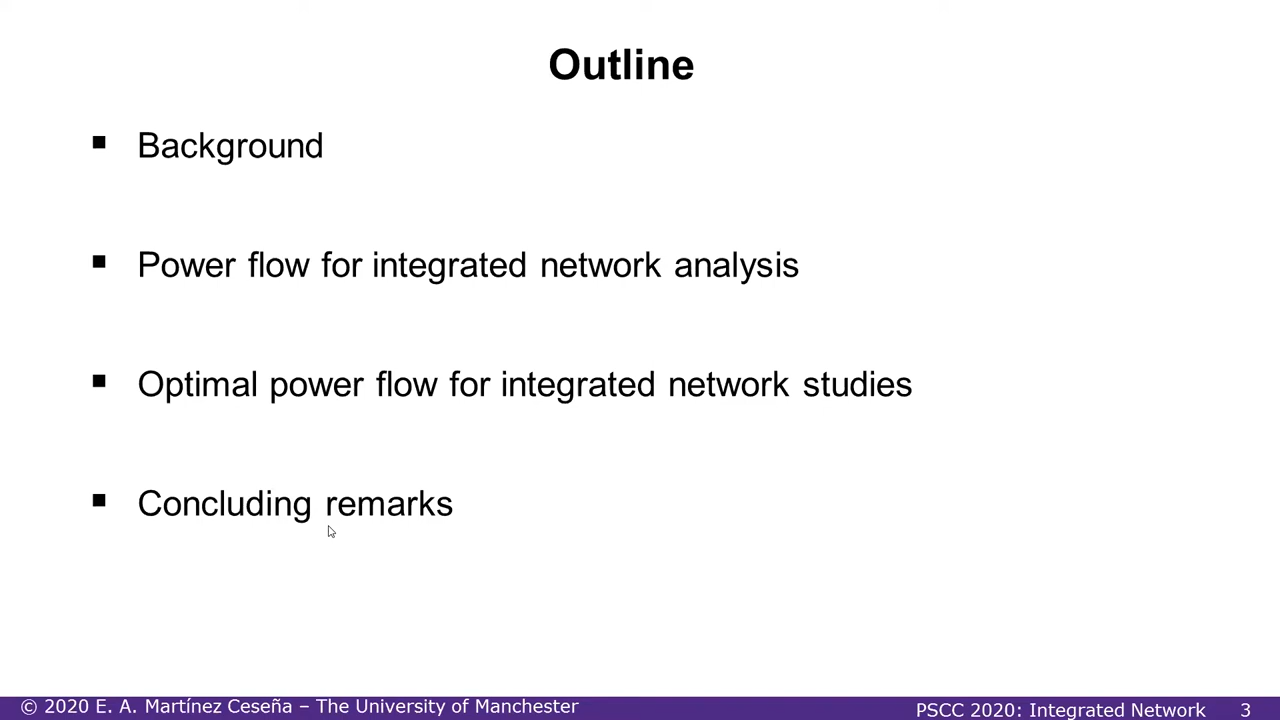 Outline
▪ Background
▪ Power flow for integrated network analysis
▪ Optimal power flow for integrated network studies
▪ Concluding remarks
© 2020 E. A. Martínez Ceseña – The University of Manchester
PSCC 2020: Integrated Network 3